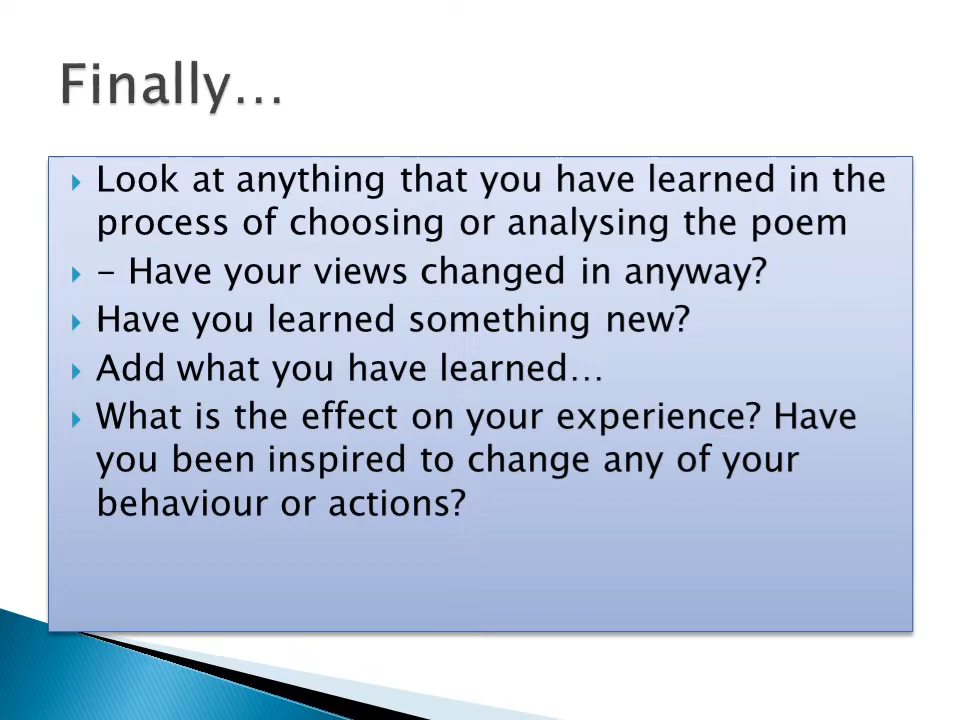 Finally…
Look at anything that you have learned in the
process of choosing or analysing the poem
- Have your views changed in anyway?
Have you learned something new?
Add what you have learned…
What is the effect on your experience? Have
you been inspired to change any of your
behaviour or actions?